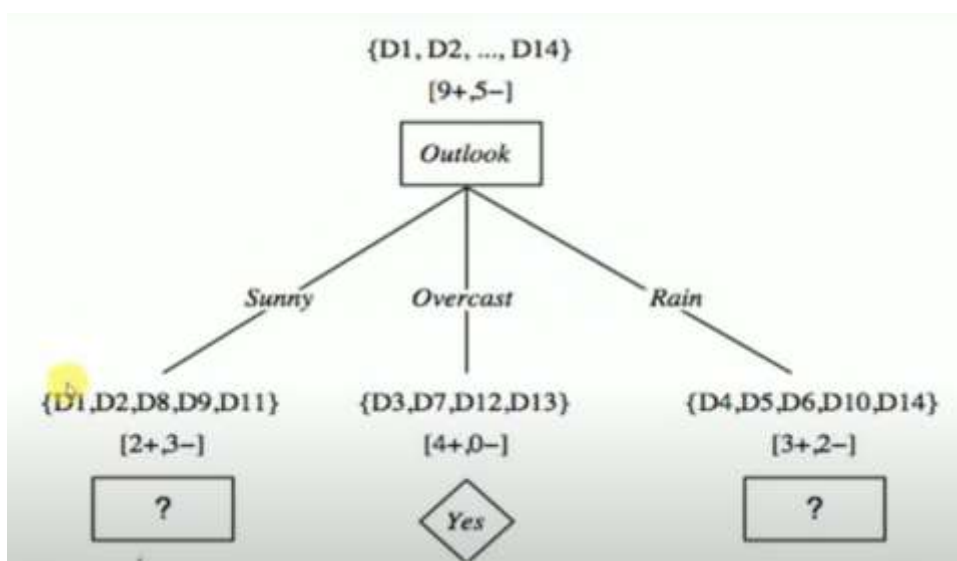 {D1, D2, ..., D14}
[9+,5−]
Outlook
Sunny
Overcast
Rain
{D1,D2,D8,D9,D11}
{D3,D7,D12,D13}
{D4,D5,D6,D10,D14}
[2+,3−]
[4+,0−]
[3+,2−]
?
Yes
?